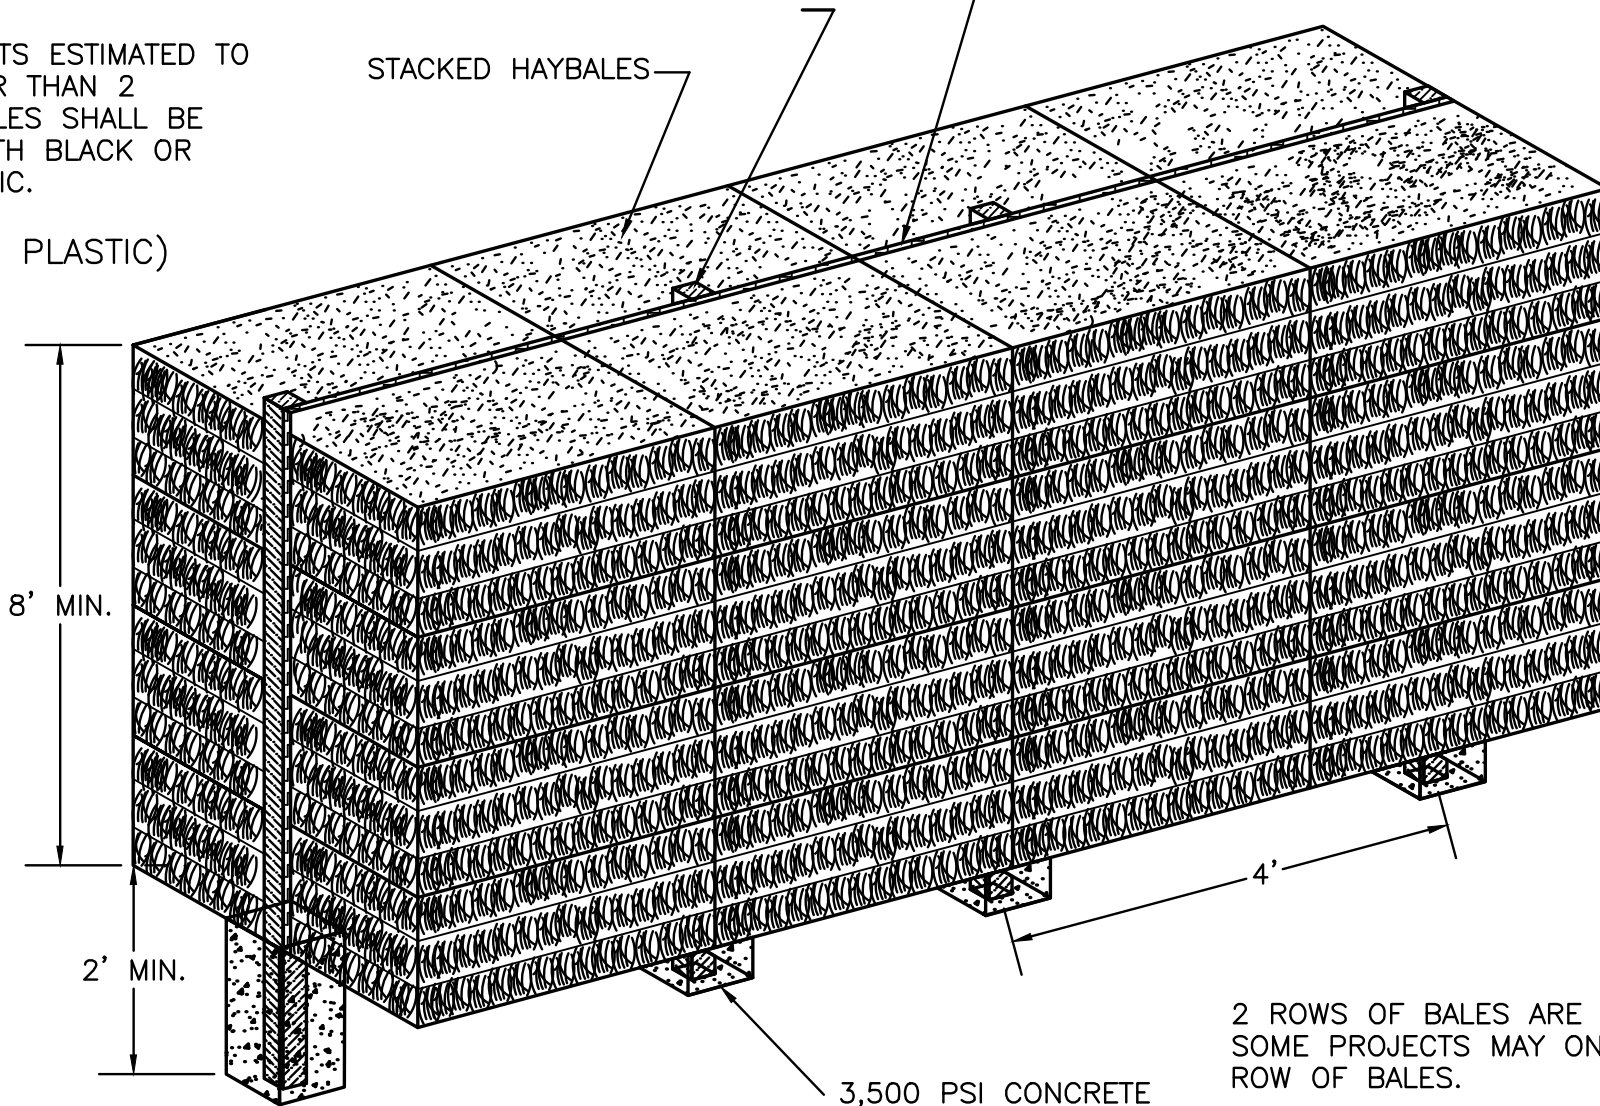 TS ESTIMATED TO
R THAN 2
LES SHALL BE
TH BLACK OR
IC.
PLASTIC)
STACKED HAYBALES
8' MIN.
2' MIN.
4'
3,500 PSI CONCRETE
2 ROWS OF BALES ARE
SOME PROJECTS MAY ON
ROW OF BALES.